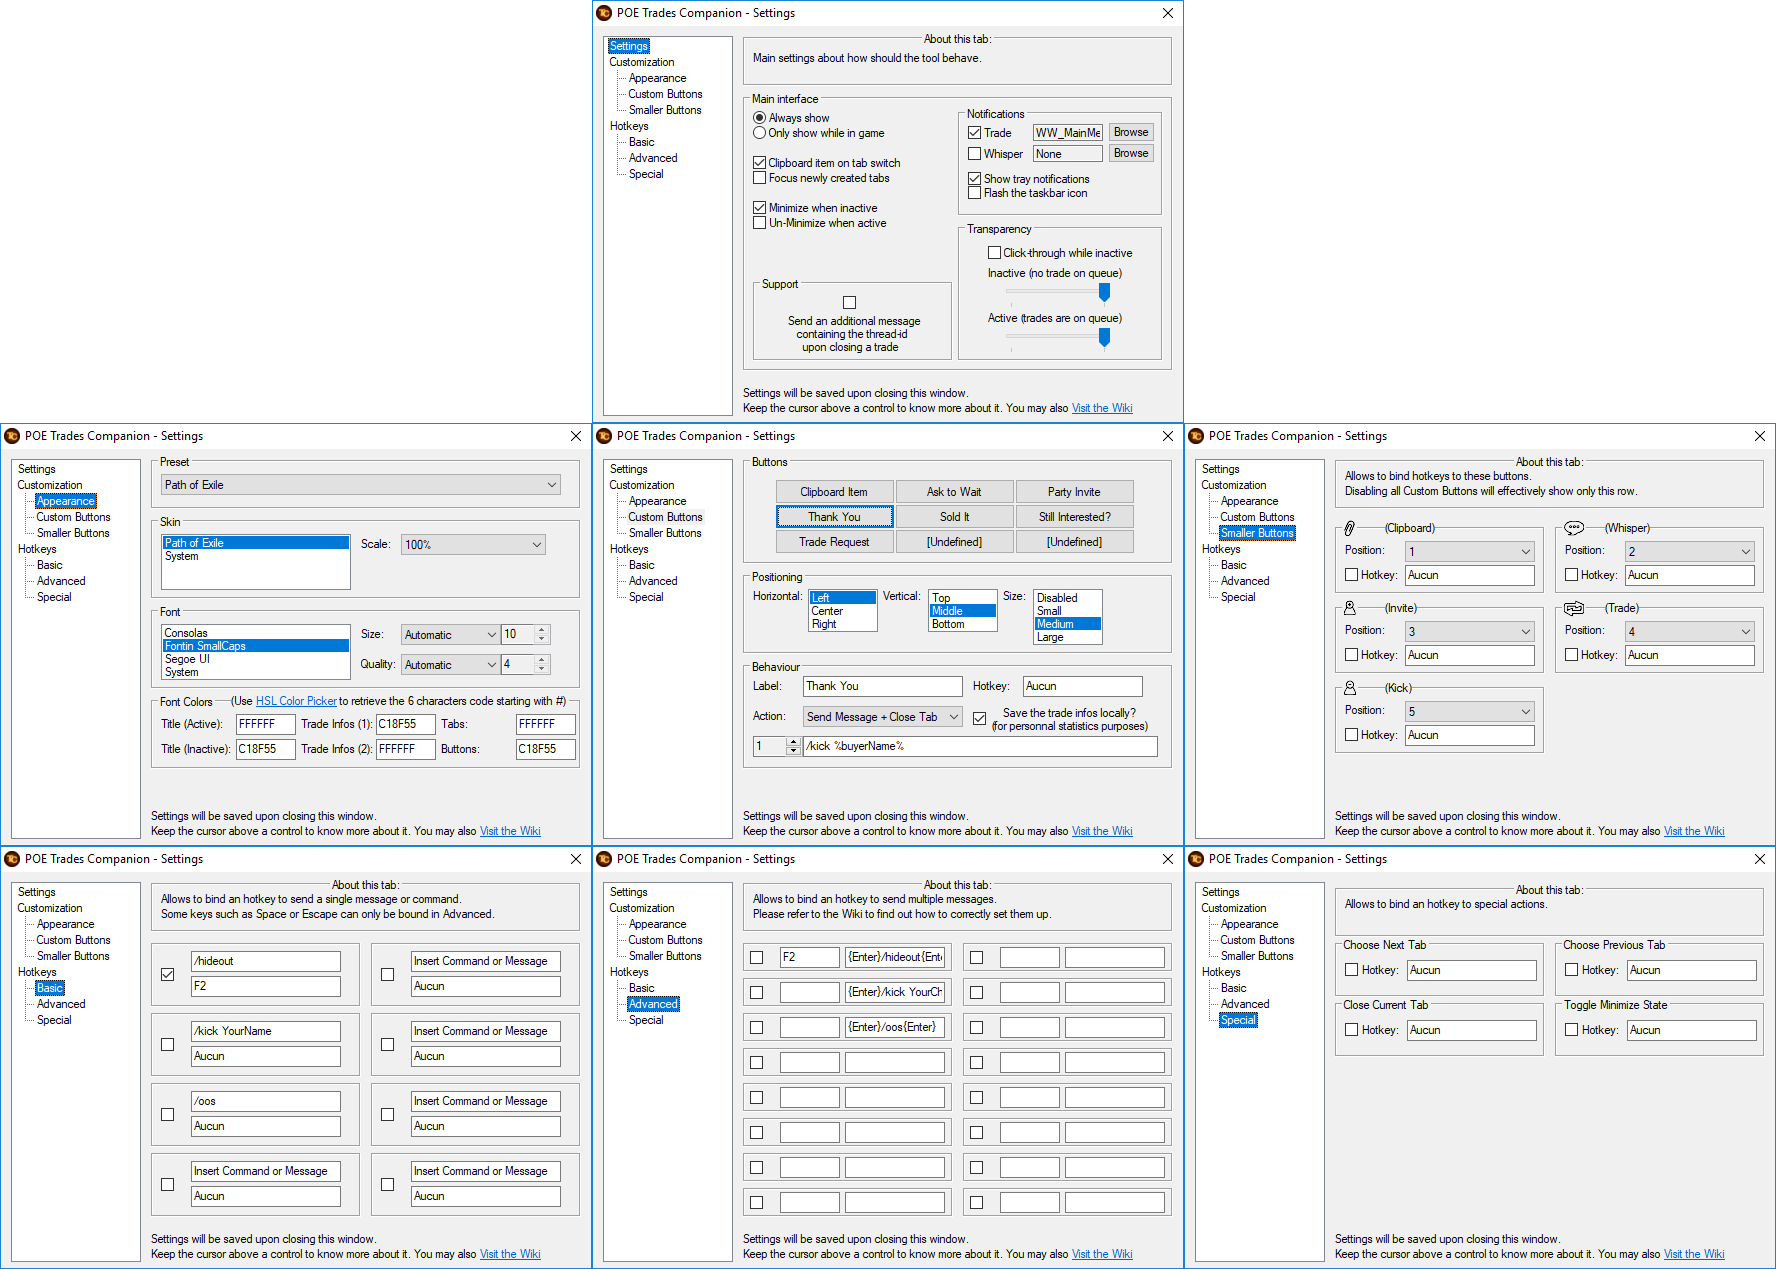 POE Trades Companion - Settings
Settings
Customization
Appearance
Custom Buttons
Smaller Buttons
Hotkeys
Basic
Advanced
Special
About this tab:
Main settings about how should the tool behave.
Main interface
Always show
Only show while in game
Clipboard item on tab switch
Focus newly created tabs
Minimize when inactive
Un-Minimize when active
Support
Send an additional message
containing the thread-id
upon closing a trade
Notifications
Trade WW_MainMe Browse
Whisper None Browse
Show tray notifications
Flash the taskbar icon
Transparency
Click-through while inactive
Inactive (no trade on queue)
Active (trades are on queue)
Settings will be saved upon closing this window.
Keep the cursor above a control to know more about it. You may also Visit the Wiki
POE Trades Companion - Settings
Settings
Customization
Appearance
Custom Buttons
Smaller Buttons
Hotkeys
Basic
Advanced
Special
Preset
Path of Exile
Skin
Path of Exile
System
Scale: 100%
Font
Consolas
Fontin SmallCaps
Segoe UI
System
Size: Automatic 10
Quality: Automatic 4
Font Colors (Use HSL Color Picker to retrieve the 6 characters code starting with #)
Title (Active): FFFFFF Trade Infos (1): C18F55 Tabs: FFFFFF
Title (Inactive): C18F55 Trade Infos (2): FFFFFF Buttons: C18F55
Settings will be saved upon closing this window.
Keep the cursor above a control to know more about it. You may also Visit the Wiki
POE Trades Companion - Settings
Settings
Customization
Appearance
Custom Buttons
Smaller Buttons
Hotkeys
Basic
Advanced
Special
Buttons
Clipboard Item Ask to Wait Party Invite
Thank You Sold It Still Interested?
Trade Request [Undefined] [Undefined]
Positioning
Horizontal: Left
Center
Right
Vertical: Top
Middle
Bottom
Size: Disabled
Small
Medium
Large
Behaviour
Label: Thank You Hotkey: Aucun
Action: Send Message + Close Tab Save the trade infos locally?
(for personnal statistics purposes)
1 /kick %buyerName%
Settings will be saved upon closing this window.
Keep the cursor above a control to know more about it. You may also Visit the Wiki
POE Trades Companion - Settings
Settings
Customization
Appearance
Custom Buttons
Smaller Buttons
Hotkeys
Basic
Advanced
Special
About this tab:
Allows to bind hotkeys to these buttons.
Disabling all Custom Buttons will effectively show only this row.
(Clipboard)
Position: 1
Hotkey: Aucun
(Whisper)
Position: 2
Hotkey: Aucun
(Invite)
Position: 3
Hotkey: Aucun
(Trade)
Position: 4
Hotkey: Aucun
(Kick)
Position: 5
Hotkey: Aucun
Settings will be saved upon closing this window.
Keep the cursor above a control to know more about it. You may also Visit the Wiki
POE Trades Companion - Settings
Settings
Customization
Appearance
Custom Buttons
Smaller Buttons
Hotkeys
Basic
Advanced
Special
About this tab:
Allows to bind an hotkey to send a single message or command.
Some keys such as Space or Escape can only be bound in Advanced.
/hideout Insert Command or Message
F2 Aucun
/kick YourName Insert Command or Message
Aucun Aucun
/oos Insert Command or Message
Aucun Aucun
Insert Command or Message Insert Command or Message
Aucun Aucun
Settings will be saved upon closing this window.
Keep the cursor above a control to know more about it. You may also Visit the Wiki
POE Trades Companion - Settings
Settings
Customization
Appearance
Custom Buttons
Smaller Buttons
Hotkeys
Basic
Advanced
Special
About this tab:
Allows to bind an hotkey to send multiple messages.
Please refer to the Wiki to find out how to correctly set them up.
F2 {Enter}/hideout{Ente
{Enter}/kick YourCh
{Enter}/oos{Enter}
Settings will be saved upon closing this window.
Keep the cursor above a control to know more about it. You may also Visit the Wiki
POE Trades Companion - Settings
Settings
Customization
Appearance
Custom Buttons
Smaller Buttons
Hotkeys
Basic
Advanced
Special
About this tab:
Allows to bind an hotkey to special actions.
Choose Next Tab
Hotkey: Aucun
Choose Previous Tab
Hotkey: Aucun
Close Current Tab
Hotkey: Aucun
Toggle Minimize State
Hotkey: Aucun
Settings will be saved upon closing this window.
Keep the cursor above a control to know more about it. You may also Visit the Wiki